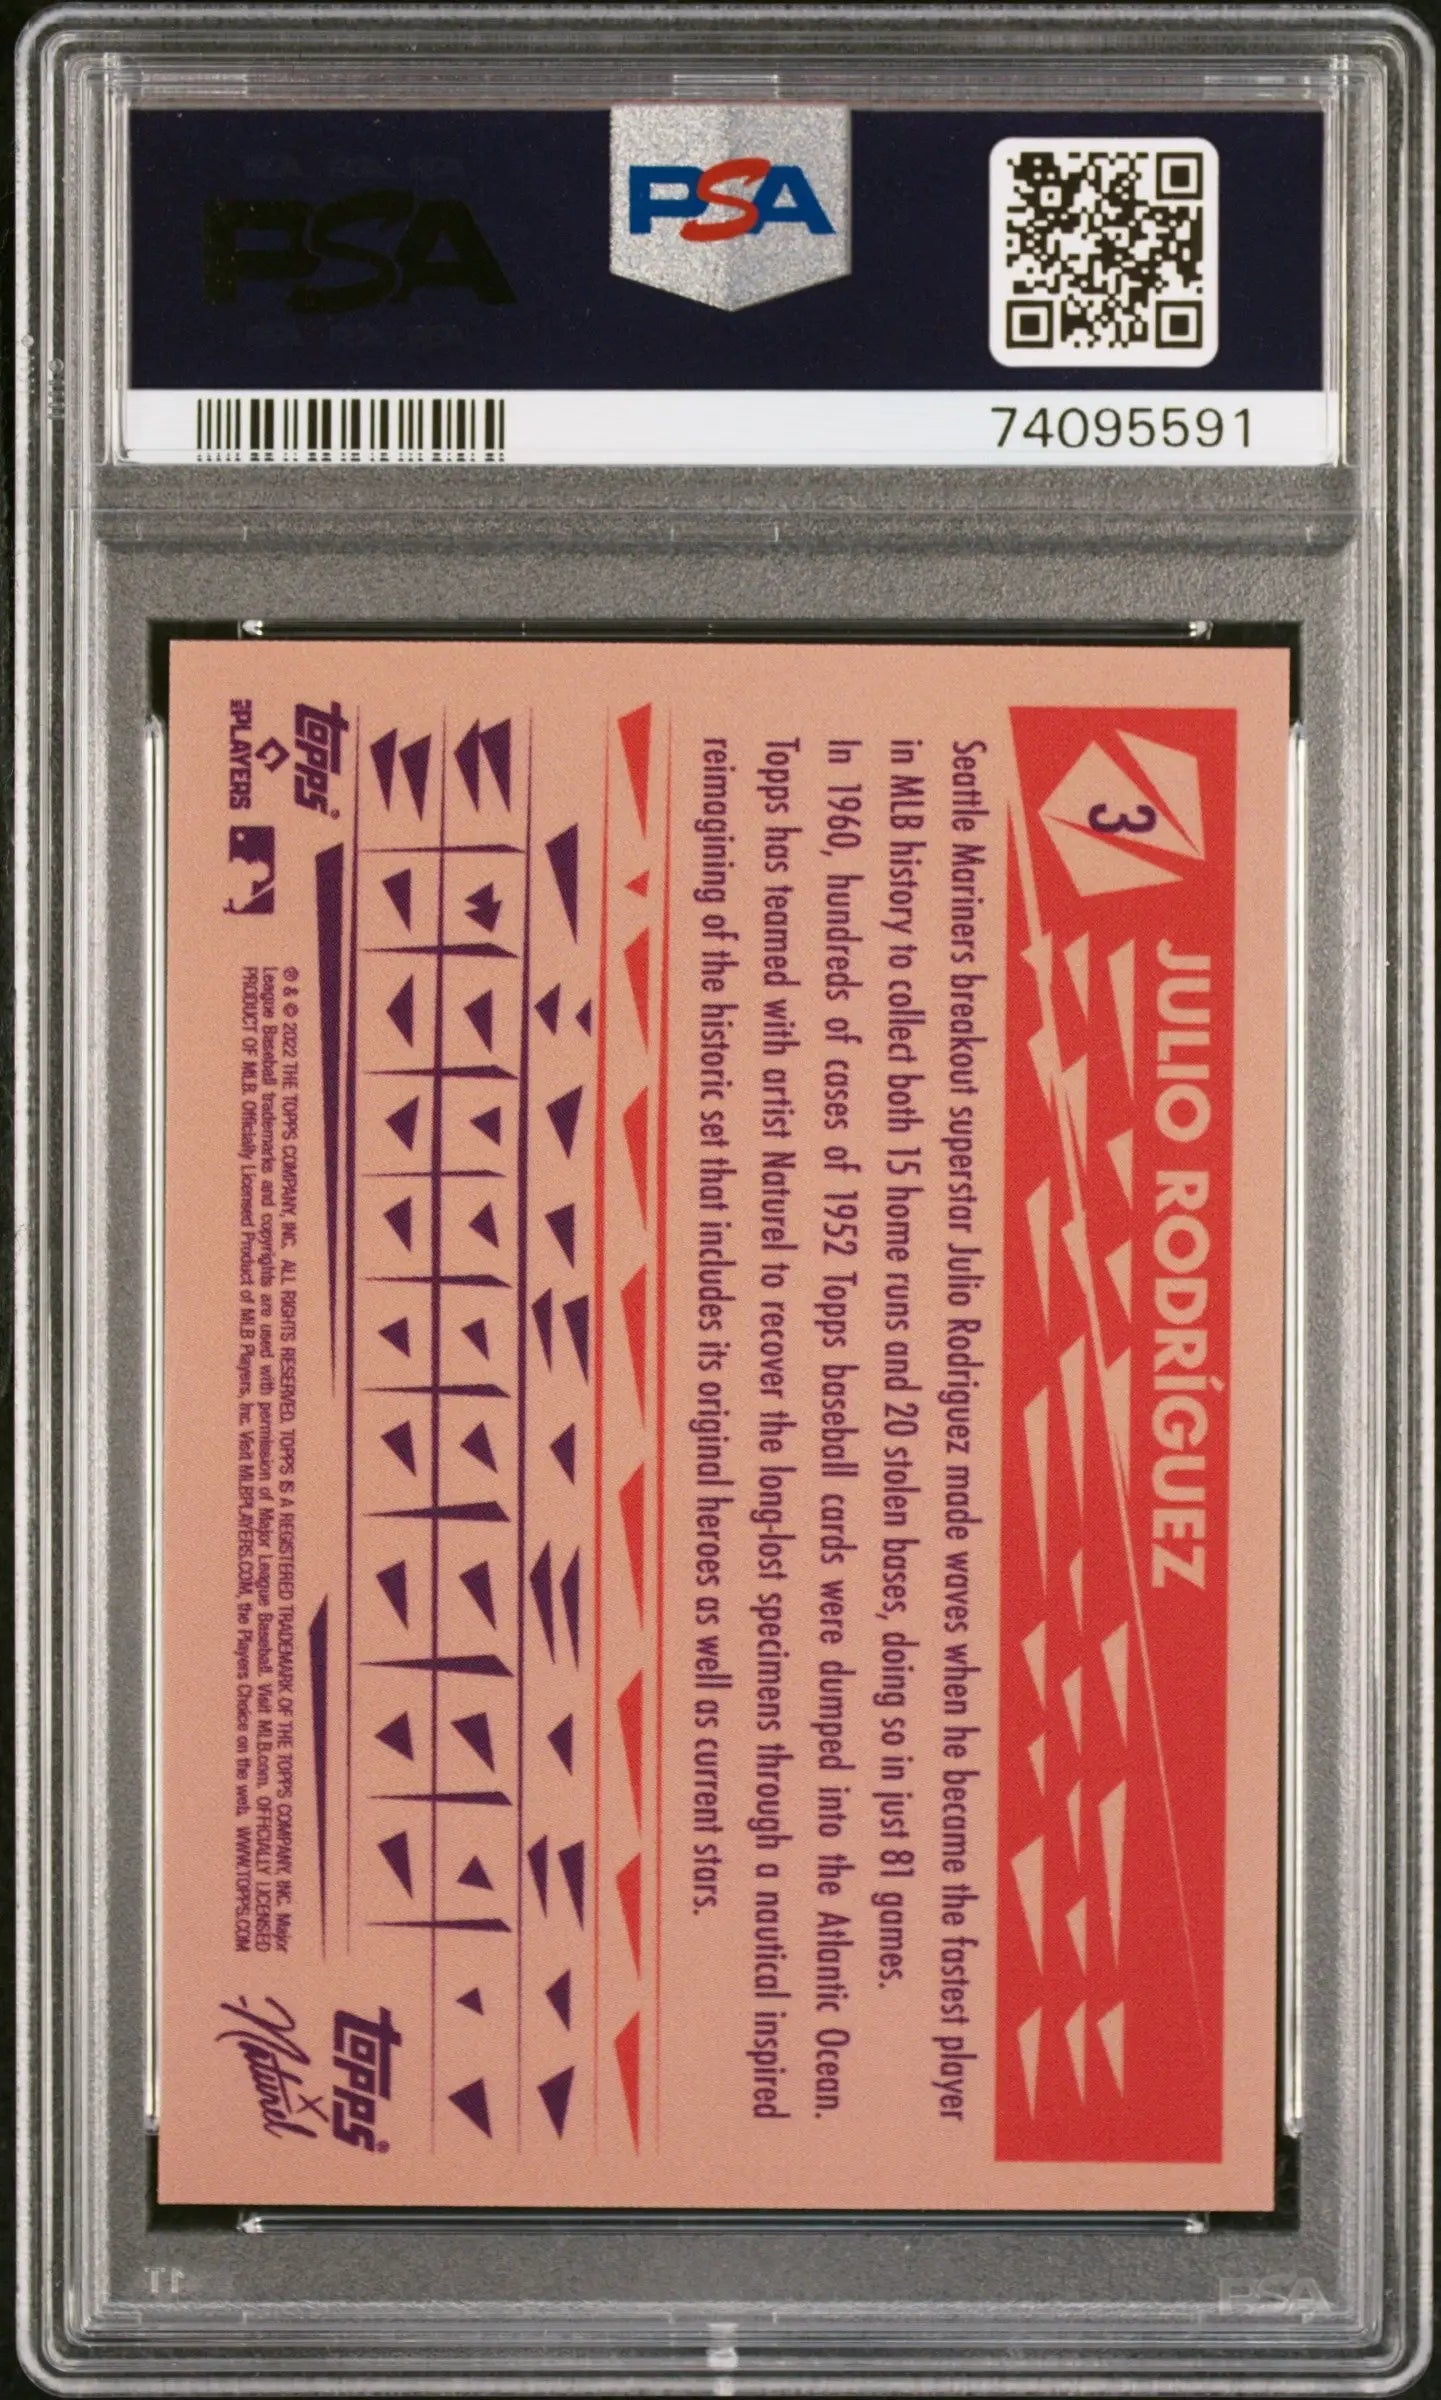 PSA
PSA
74095591
3
JULIO RODRÍGUEZ
Seattle Mariners breakout superstar Julio Rodriguez made waves when he became the fastest player
in MLB history to collect both 15 home runs and 20 stolen bases, doing so in just 81 games.
In 1960, hundreds of cases of 1952 Topps baseball cards were dumped into the Atlantic Ocean.
Topps has teamed with artist Naturel to recover the long-lost specimens through a nautical inspired
reimagining of the historic set that includes its original heroes as well as current stars.
topps®
MLB PLAYERS
® & © 2022 THE TOPPS COMPANY, INC. ALL RIGHTS RESERVED. TOPPS IS A REGISTERED TRADEMARK OF THE TOPPS COMPANY, INC. Major
League Baseball trademarks and copyrights are used with permission of Major League Baseball. Visit MLB.com. OFFICIALLY LICENSED
PRODUCT OF MLB. Officially Licensed Product of MLB Players, Inc. Visit MLBPLAYERS.COM, the Players Choice on the web. WWW.TOPPS.COM
topps®
x
Naturel
PSA